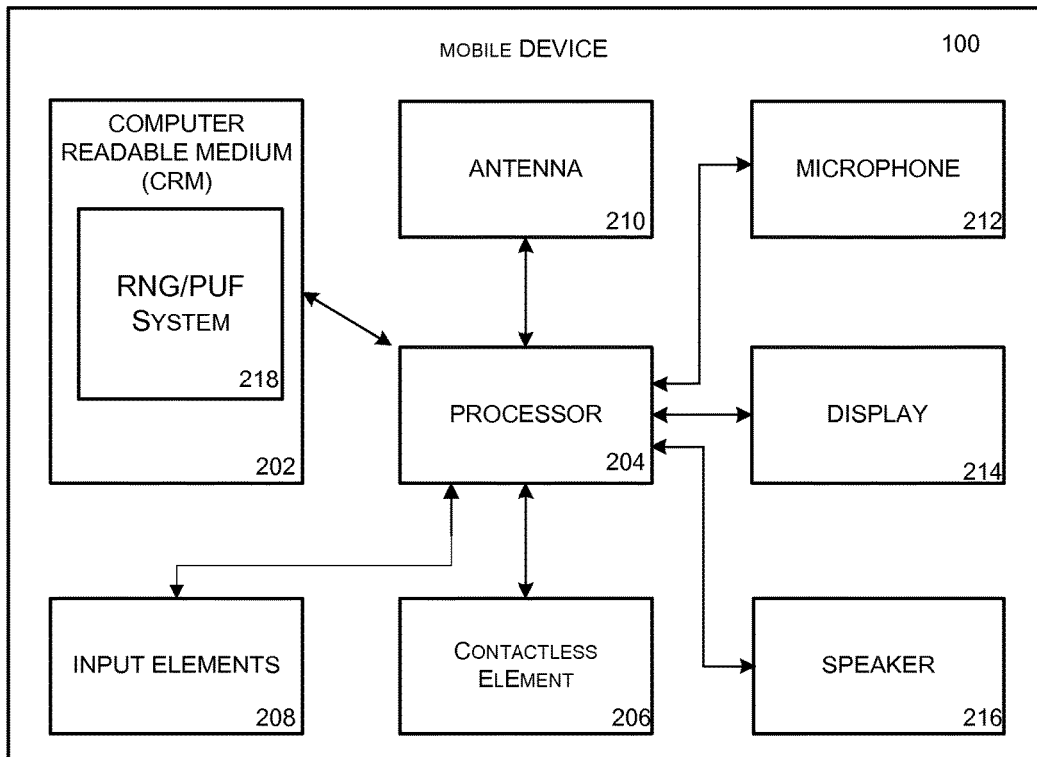 MOBILE DEVICE
100
COMPUTER
READABLE MEDIUM
(CRM)
RNG/PUF
SYSTEM
218
202
ANTENNA
210
MICROPHONE
212
PROCESSOR
204
DISPLAY
214
INPUT ELEMENTS
208
CONTACTLESS
ELEMENT
206
SPEAKER
216